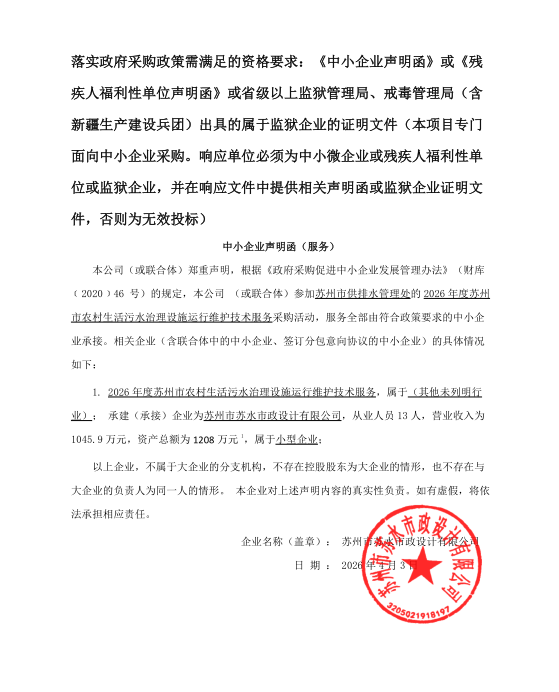 落实政府采购政策需满足的资格要求：《中小企业声明函》或《残
疾人福利性单位声明函》或省级以上监狱管理局、戒毒管理局（含
新疆生产建设兵团）出具的属于监狱企业的证明文件（本项目专门
面向中小企业采购。响应单位必须为中小微企业或残疾人福利性单
位或监狱企业，并在响应文件中提供相关声明函或监狱企业证明文
件，否则为无效投标）
中小企业声明函（服务）
本公司（或联合体）郑重声明，根据《政府采购促进中小企业发展管理办法》（财库
﹝2020﹞46 号）的规定，本公司 （或联合体）参加苏州市供排水管理处的 2026 年度苏州
市农村生活污水治理设施运行维护技术服务采购活动，服务全部由符合政策要求的中小企
业承接。相关企业（含联合体中的中小企业、签订分包意向协议的中小企业）的具体情况
如下：
1. 2026 年度苏州市农村生活污水治理设施运行维护技术服务，属于（其他未列明行
业）； 承建（承接）企业为苏州市苏水市政设计有限公司，从业人员 13 人，营业收入为
1045.9 万元，资产总额为 1208 万元 1，属于小型企业；
以上企业，不属于大企业的分支机构，不存在控股股东为大企业的情形，也不存在与
大企业的负责人为同一人的情形。 本企业对上述声明内容的真实性负责。如有虚假，将依
法承担相应责任。
企业名称（盖章）： 苏州市苏水市政设计有限公司
日 期 ： 2026 年 4 月 3 日
苏州市苏水市政设计有限公司
3205021918197